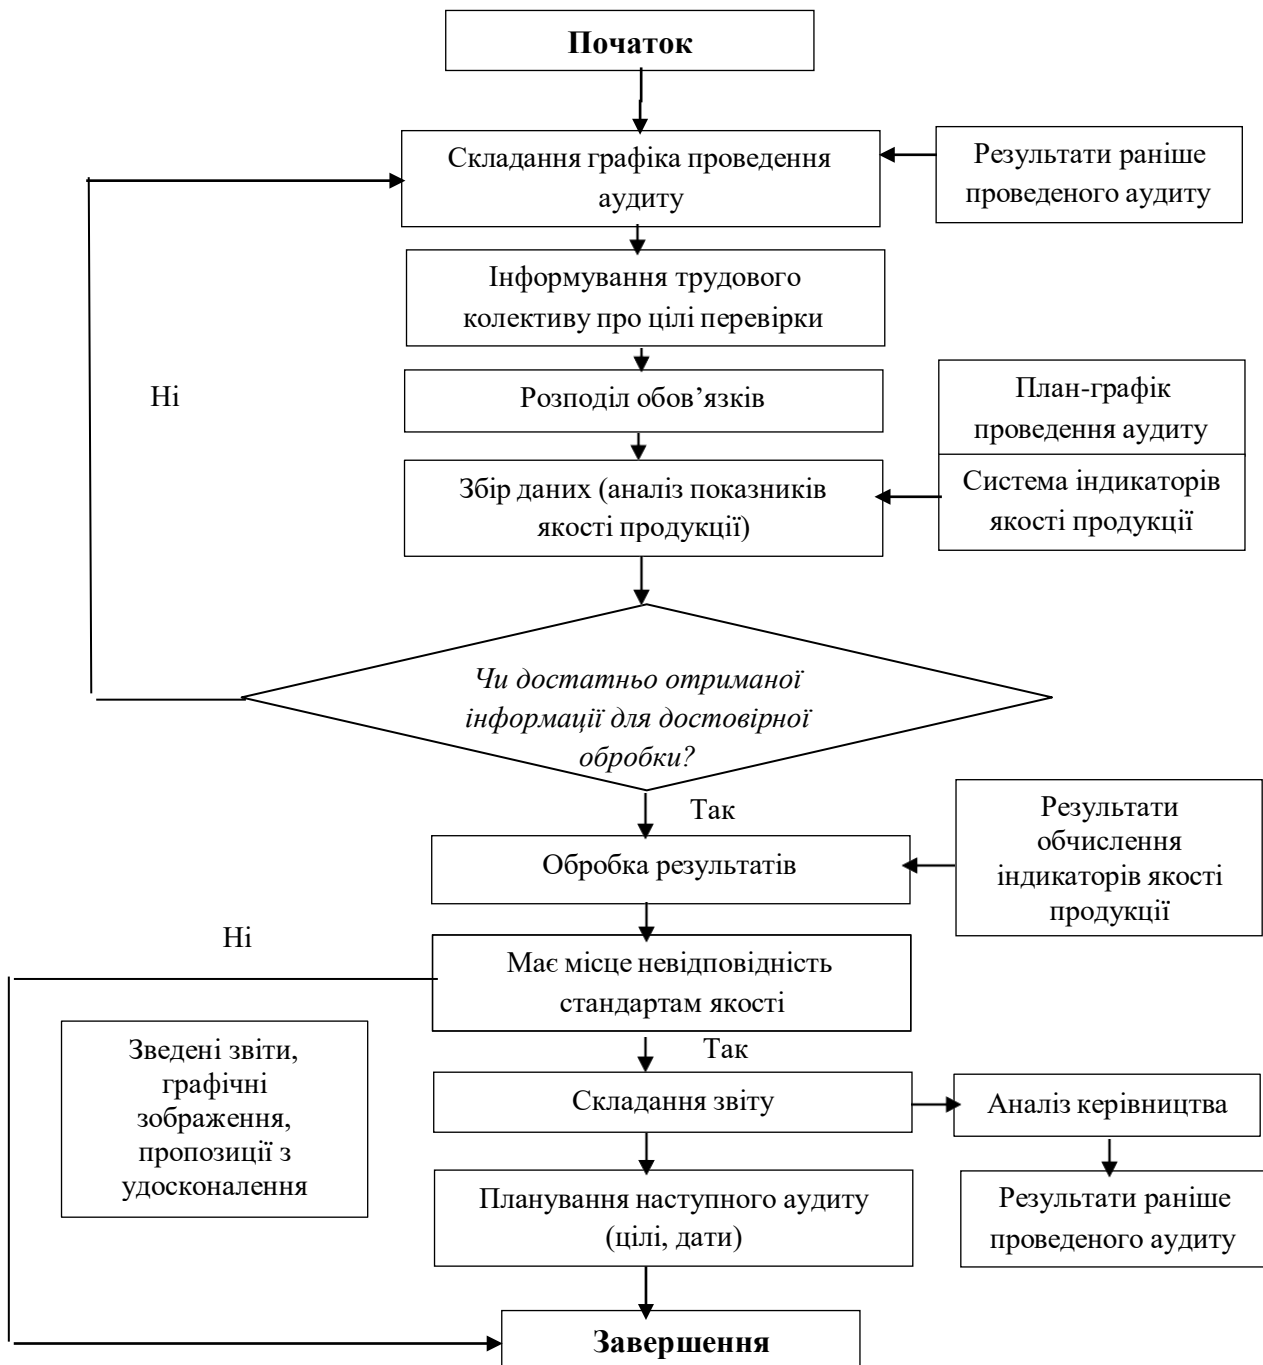 Початок
Складання графіка проведення
аудиту
Результати раніше
проведеного аудиту
Інформування трудового
колективу про цілі перевірки
Ні
Розподіл обов’язків
План-графік
проведення аудиту
Збір даних (аналіз показників
якості продукції)
Система індикаторів
якості продукції
Чи достатньо отриманої
інформації для достовірної
обробки?
Так
Обробка результатів
Результати
обчислення
індикаторів якості
продукції
Ні
Має місце невідповідність
стандартам якості
Так
Зведені звіти,
графічні
зображення,
пропозиції з
удосконалення
Складання звіту
Аналіз керівництва
Планування наступного аудиту
(цілі, дати)
Результати раніше
проведеного аудиту
Завершення